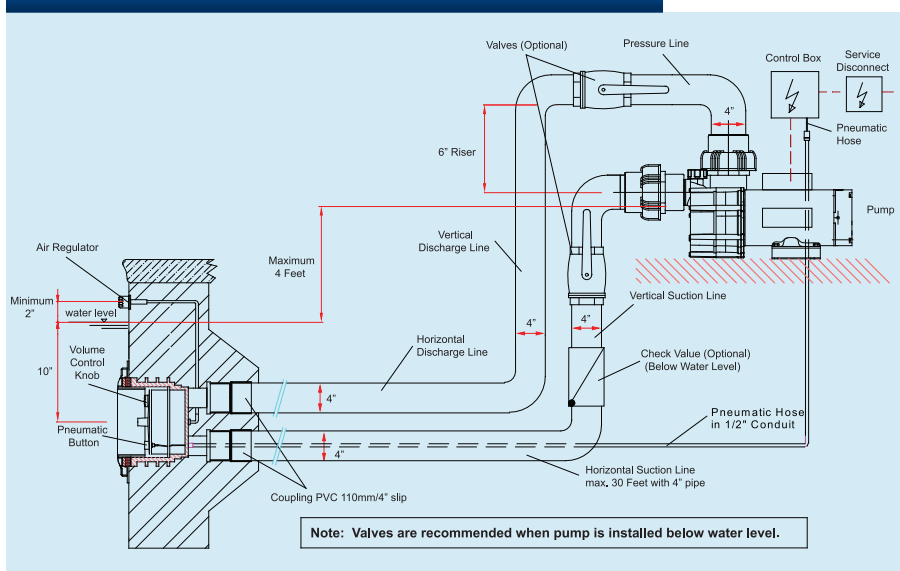 Valves (Optional)
Pressure Line
Control Box
Service
Disconnect
4"
Pneumatic
Hose
6" Riser
Pump
Vertical
Discharge Line
Maximum
4 Feet
Air Regulator
Minimum
2"
water level
Vertical Suction Line
4"
4"
Volume
Control
Knob
10"
Horizontal
Discharge Line
Check Value (Optional)
(Below Water Level)
4"
Pneumatic Hose
in 1/2" Conduit
Pneumatic
Button
4"
Horizontal Suction Line
max. 30 Feet with 4" pipe
Coupling PVC 110mm/4" slip
Note: Valves are recommended when pump is installed below water level.